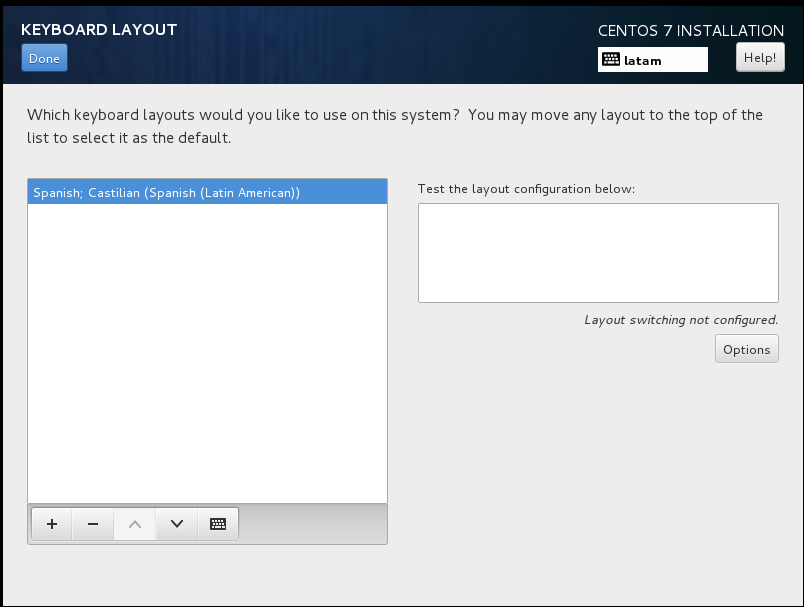 KEYBOARD LAYOUT
CENTOS 7 INSTALLATION
Done
latam
Help!
Which keyboard layouts would you like to use on this system? You may move any layout to the top of the
list to select it as the default.
Spanish; Castilian (Spanish (Latin American))
Test the layout configuration below:
Layout switching not configured.
Options